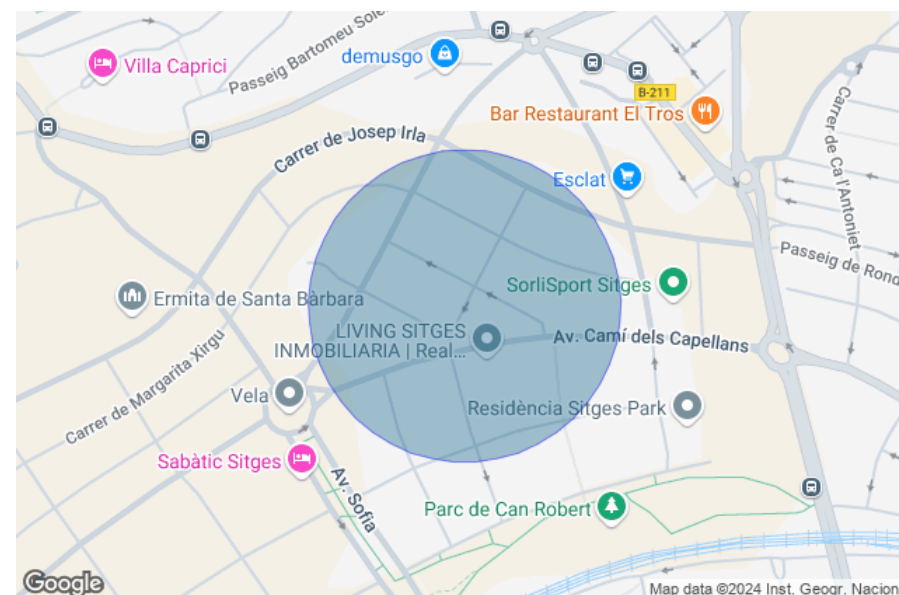 Passeig Bartomeu Soler
Villa Caprici
demusgo
B-211
Bar Restaurant El Tros
Carrer de Josep Irla
Carrer de Ca l'Antoniet
Esclat
Passeig de Rond
SorliSport Sitges
Ermita de Santa Bàrbara
LIVING SITGES
INMOBILIARIA | Real...
Av. Camí dels Capellans
Carrer de Margarita Xirgu
Vela
Residència Sitges Park
Sabàtic Sitges
Av. Sofia
Parc de Can Robert
Google
Map data ©2024 Inst. Geogr. Nacion